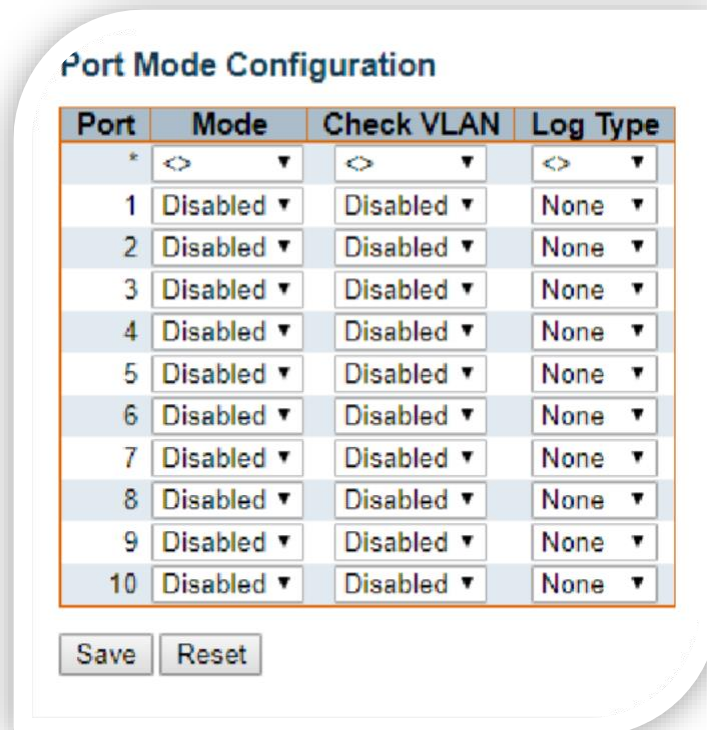 Port Mode Configuration
Port Mode Check VLAN Log Type
* <> <> <>
1 Disabled Disabled None
2 Disabled Disabled None
3 Disabled Disabled None
4 Disabled Disabled None
5 Disabled Disabled None
6 Disabled Disabled None
7 Disabled Disabled None
8 Disabled Disabled None
9 Disabled Disabled None
10 Disabled Disabled None
Save Reset